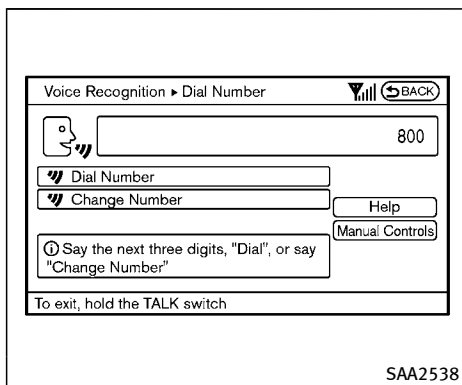 Voice Recognition ▸ Dial Number
BACK
800
Dial Number
Change Number
Help
Manual Controls
Say the next three digits, "Dial", or say
"Change Number"
To exit, hold the TALK switch
SAA2538